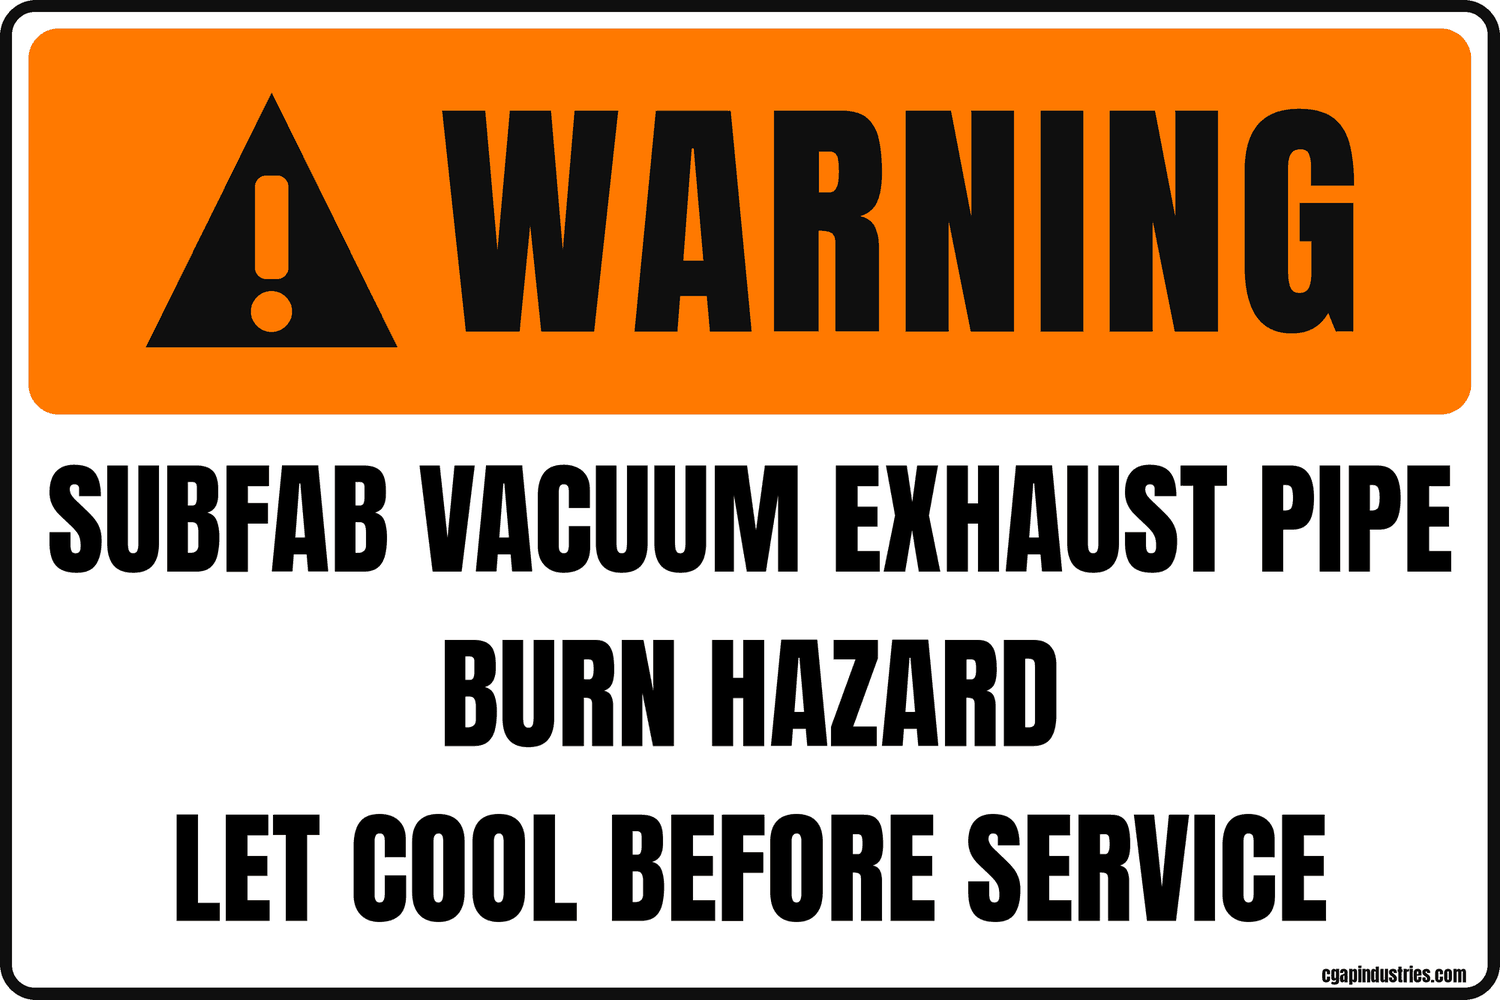 WARNING
SUBFAB VACUUM EXHAUST PIPE
BURN HAZARD
LET COOL BEFORE SERVICE
cgapindustries.com